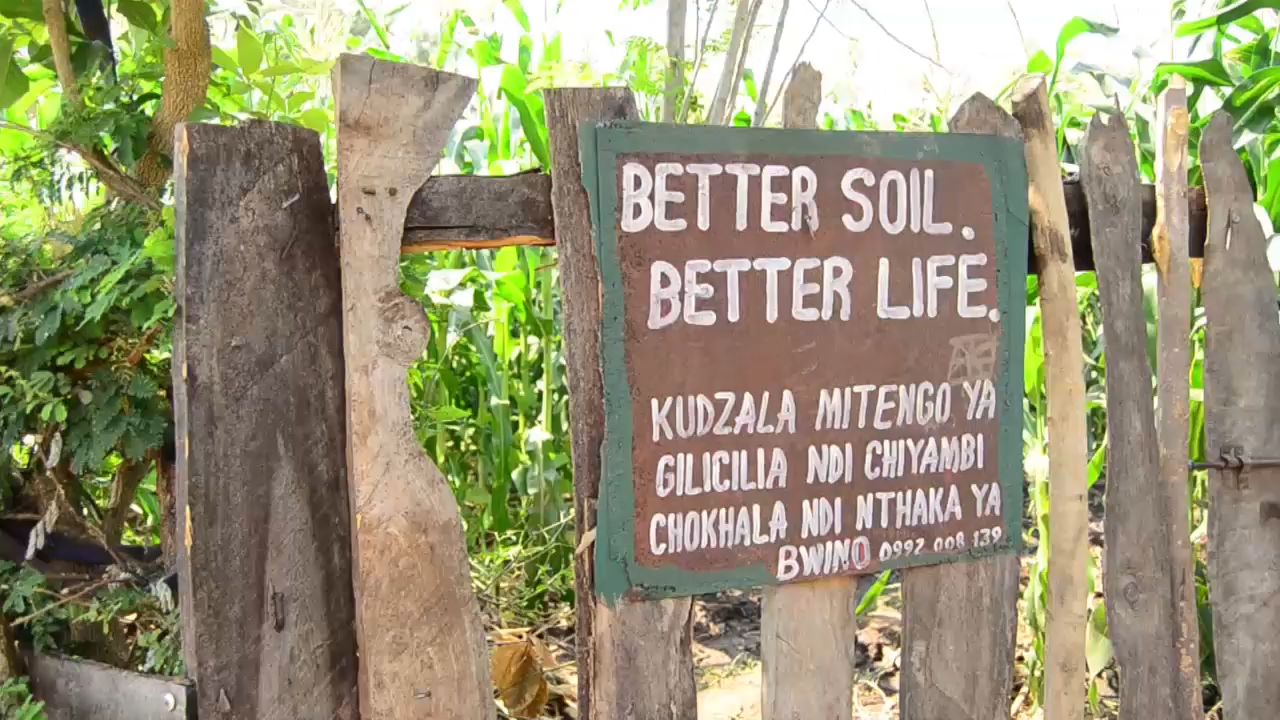 BETTER SOIL.
BETTER LIFE.
KUDZALA MITENGO YA
GILICILIA NDI CHIYAMBI
CHOKHALA NDI NTHAKA YA
BWINO 0992 008 139